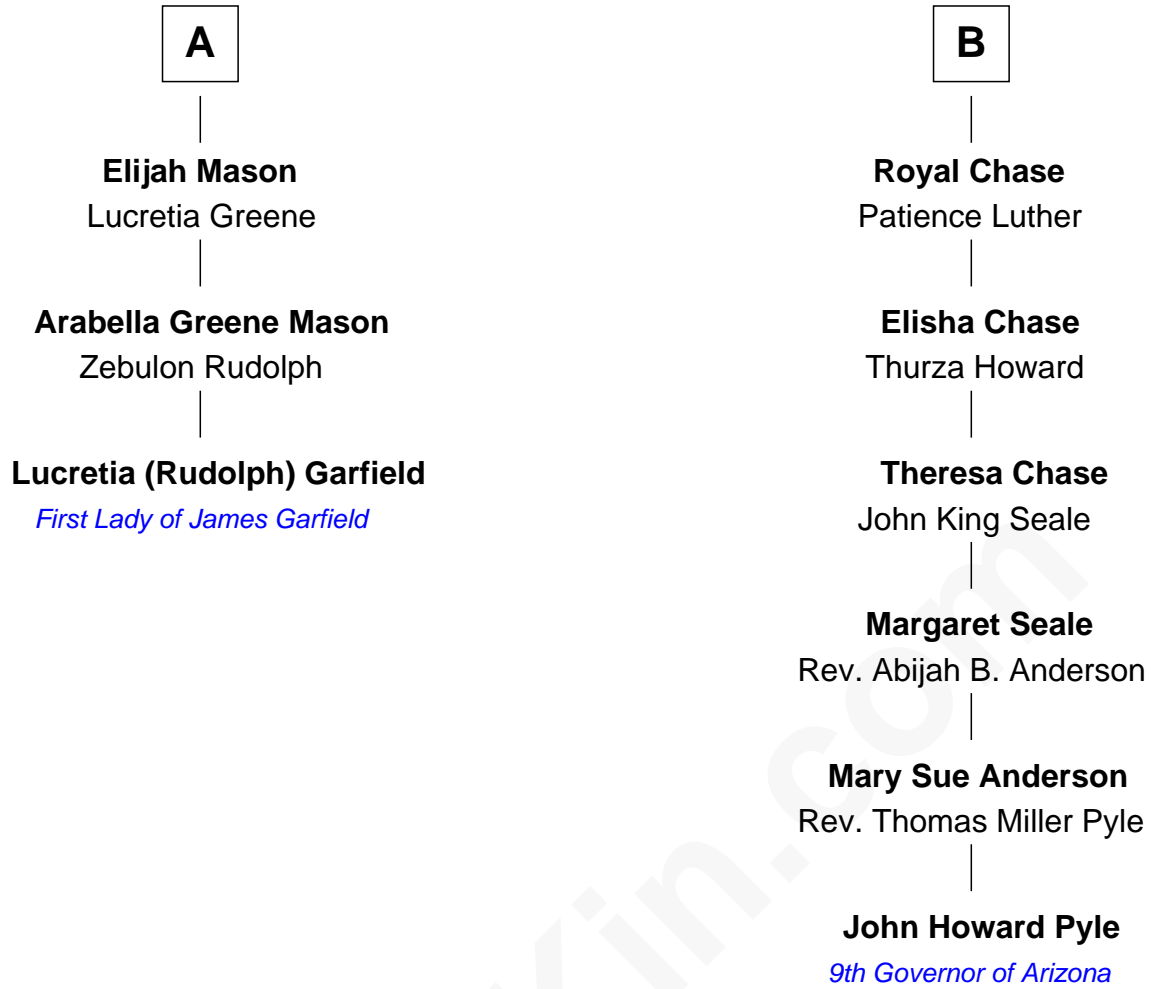 A
Elijah Mason
Lucretia Greene
Arabella Greene Mason
Zebulon Rudolph
Lucretia (Rudolph) Garfield
First Lady of James Garfield
B
Royal Chase
Patience Luther
Elisha Chase
Thurza Howard
Theresa Chase
John King Seale
Margaret Seale
Rev. Abijah B. Anderson
Mary Sue Anderson
Rev. Thomas Miller Pyle
John Howard Pyle
9th Governor of Arizona
Kin.com